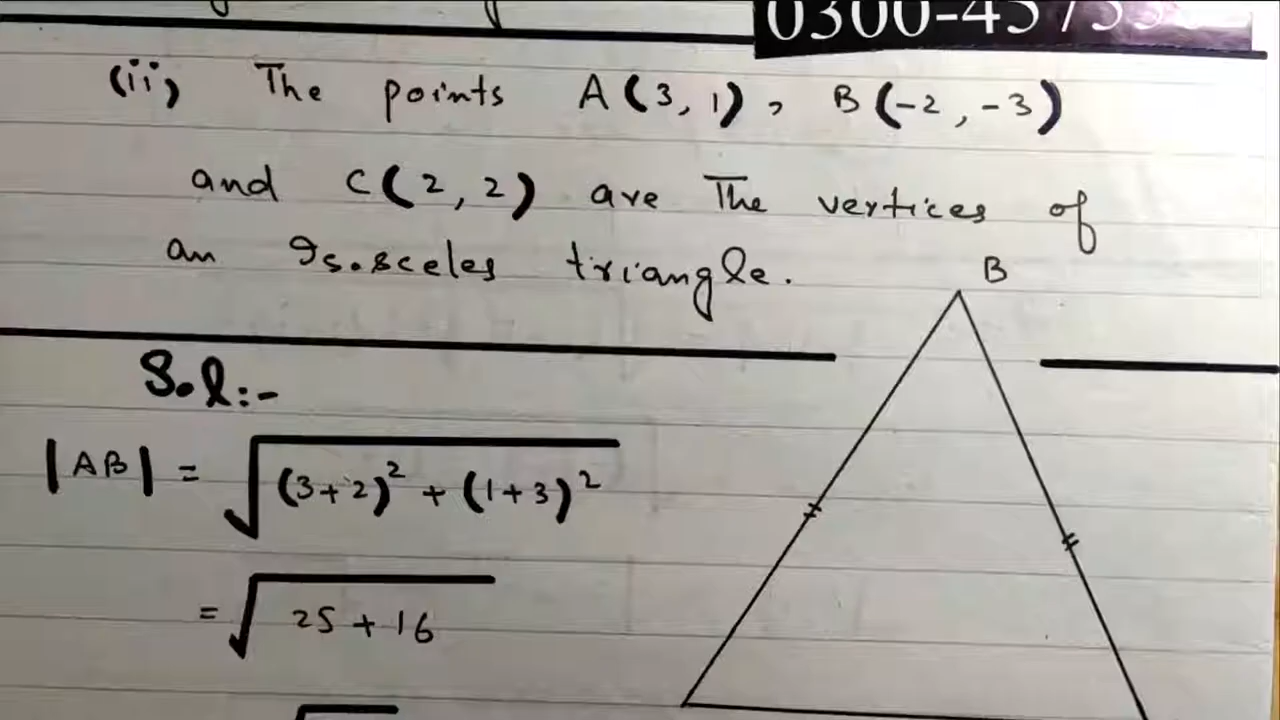 0300-457
(ii) The points A(3, 1), B(-2, -3)
and C(2, 2) are The vertices of
an Isosceles triangle.
B
Sol:-
|AB| = √(3+2)² + (1+3)²
= √25 + 16